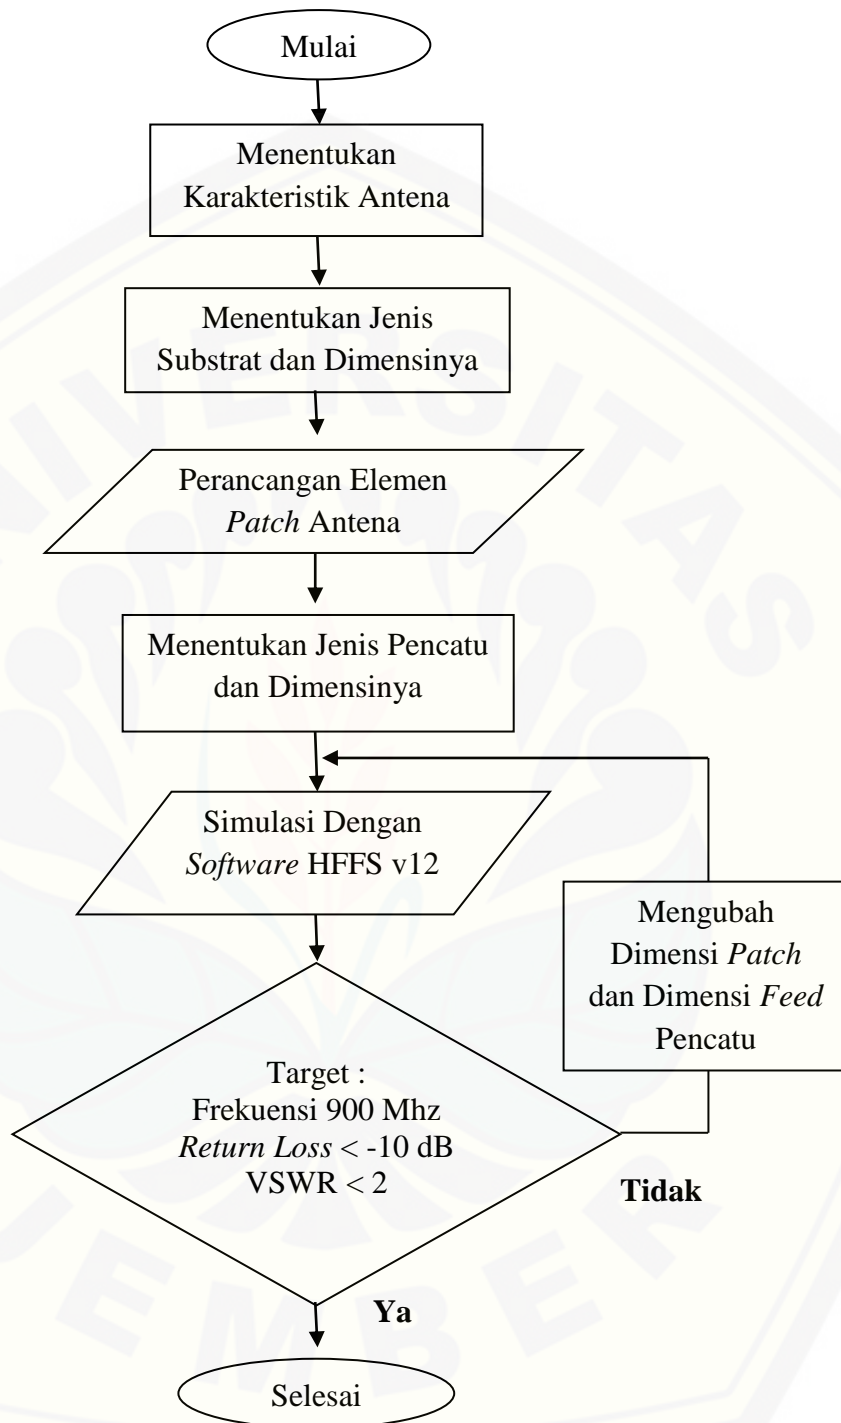 Mulai
Menentukan
Karakteristik Antena
Menentukan Jenis
Substrat dan Dimensinya
Perancangan Elemen
Patch Antena
Menentukan Jenis Pencatu
dan Dimensinya
Simulasi Dengan
Software HFFS v12
Mengubah
Dimensi Patch
dan Dimensi Feed
Pencatu
Target :
Frekuensi 900 Mhz
Return Loss < -10 dB
VSWR < 2
Tidak
Ya
Selesai
UNIVERSITAS
JEMBER